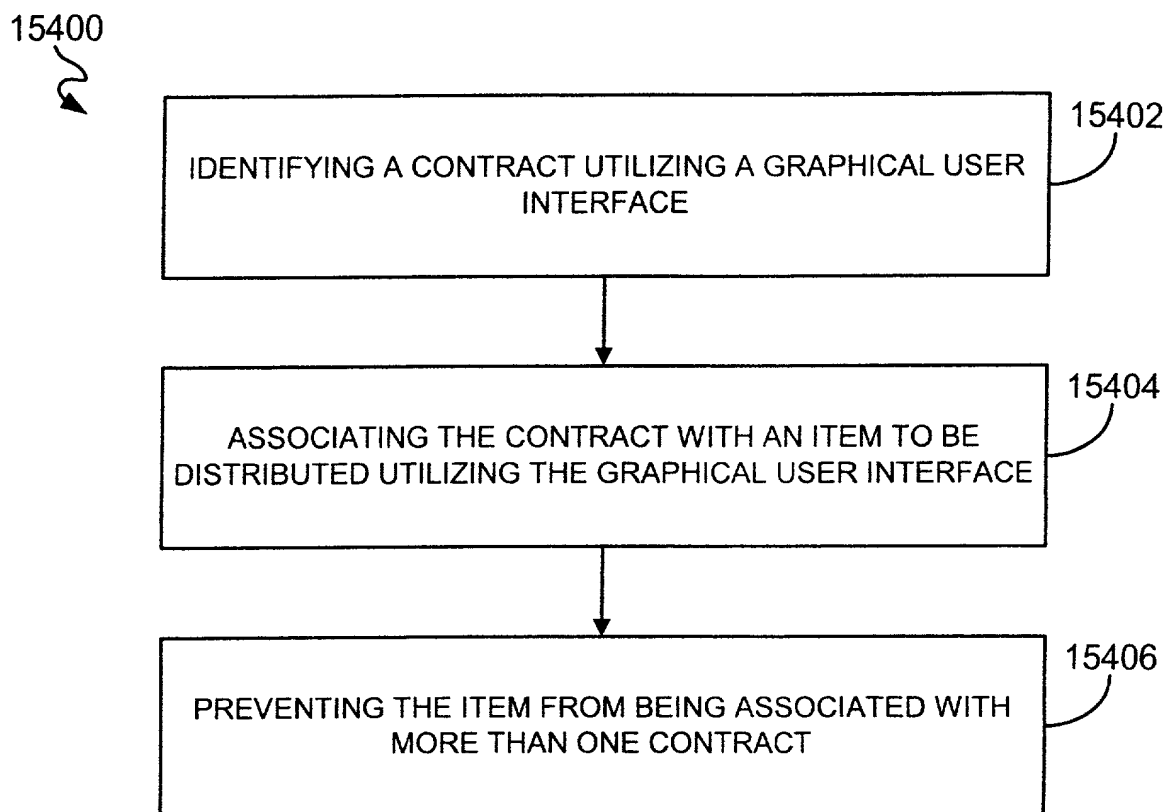 15400
15402
IDENTIFYING A CONTRACT UTILIZING A GRAPHICAL USER
INTERFACE
15404
ASSOCIATING THE CONTRACT WITH AN ITEM TO BE
DISTRIBUTED UTILIZING THE GRAPHICAL USER INTERFACE
15406
PREVENTING THE ITEM FROM BEING ASSOCIATED WITH
MORE THAN ONE CONTRACT